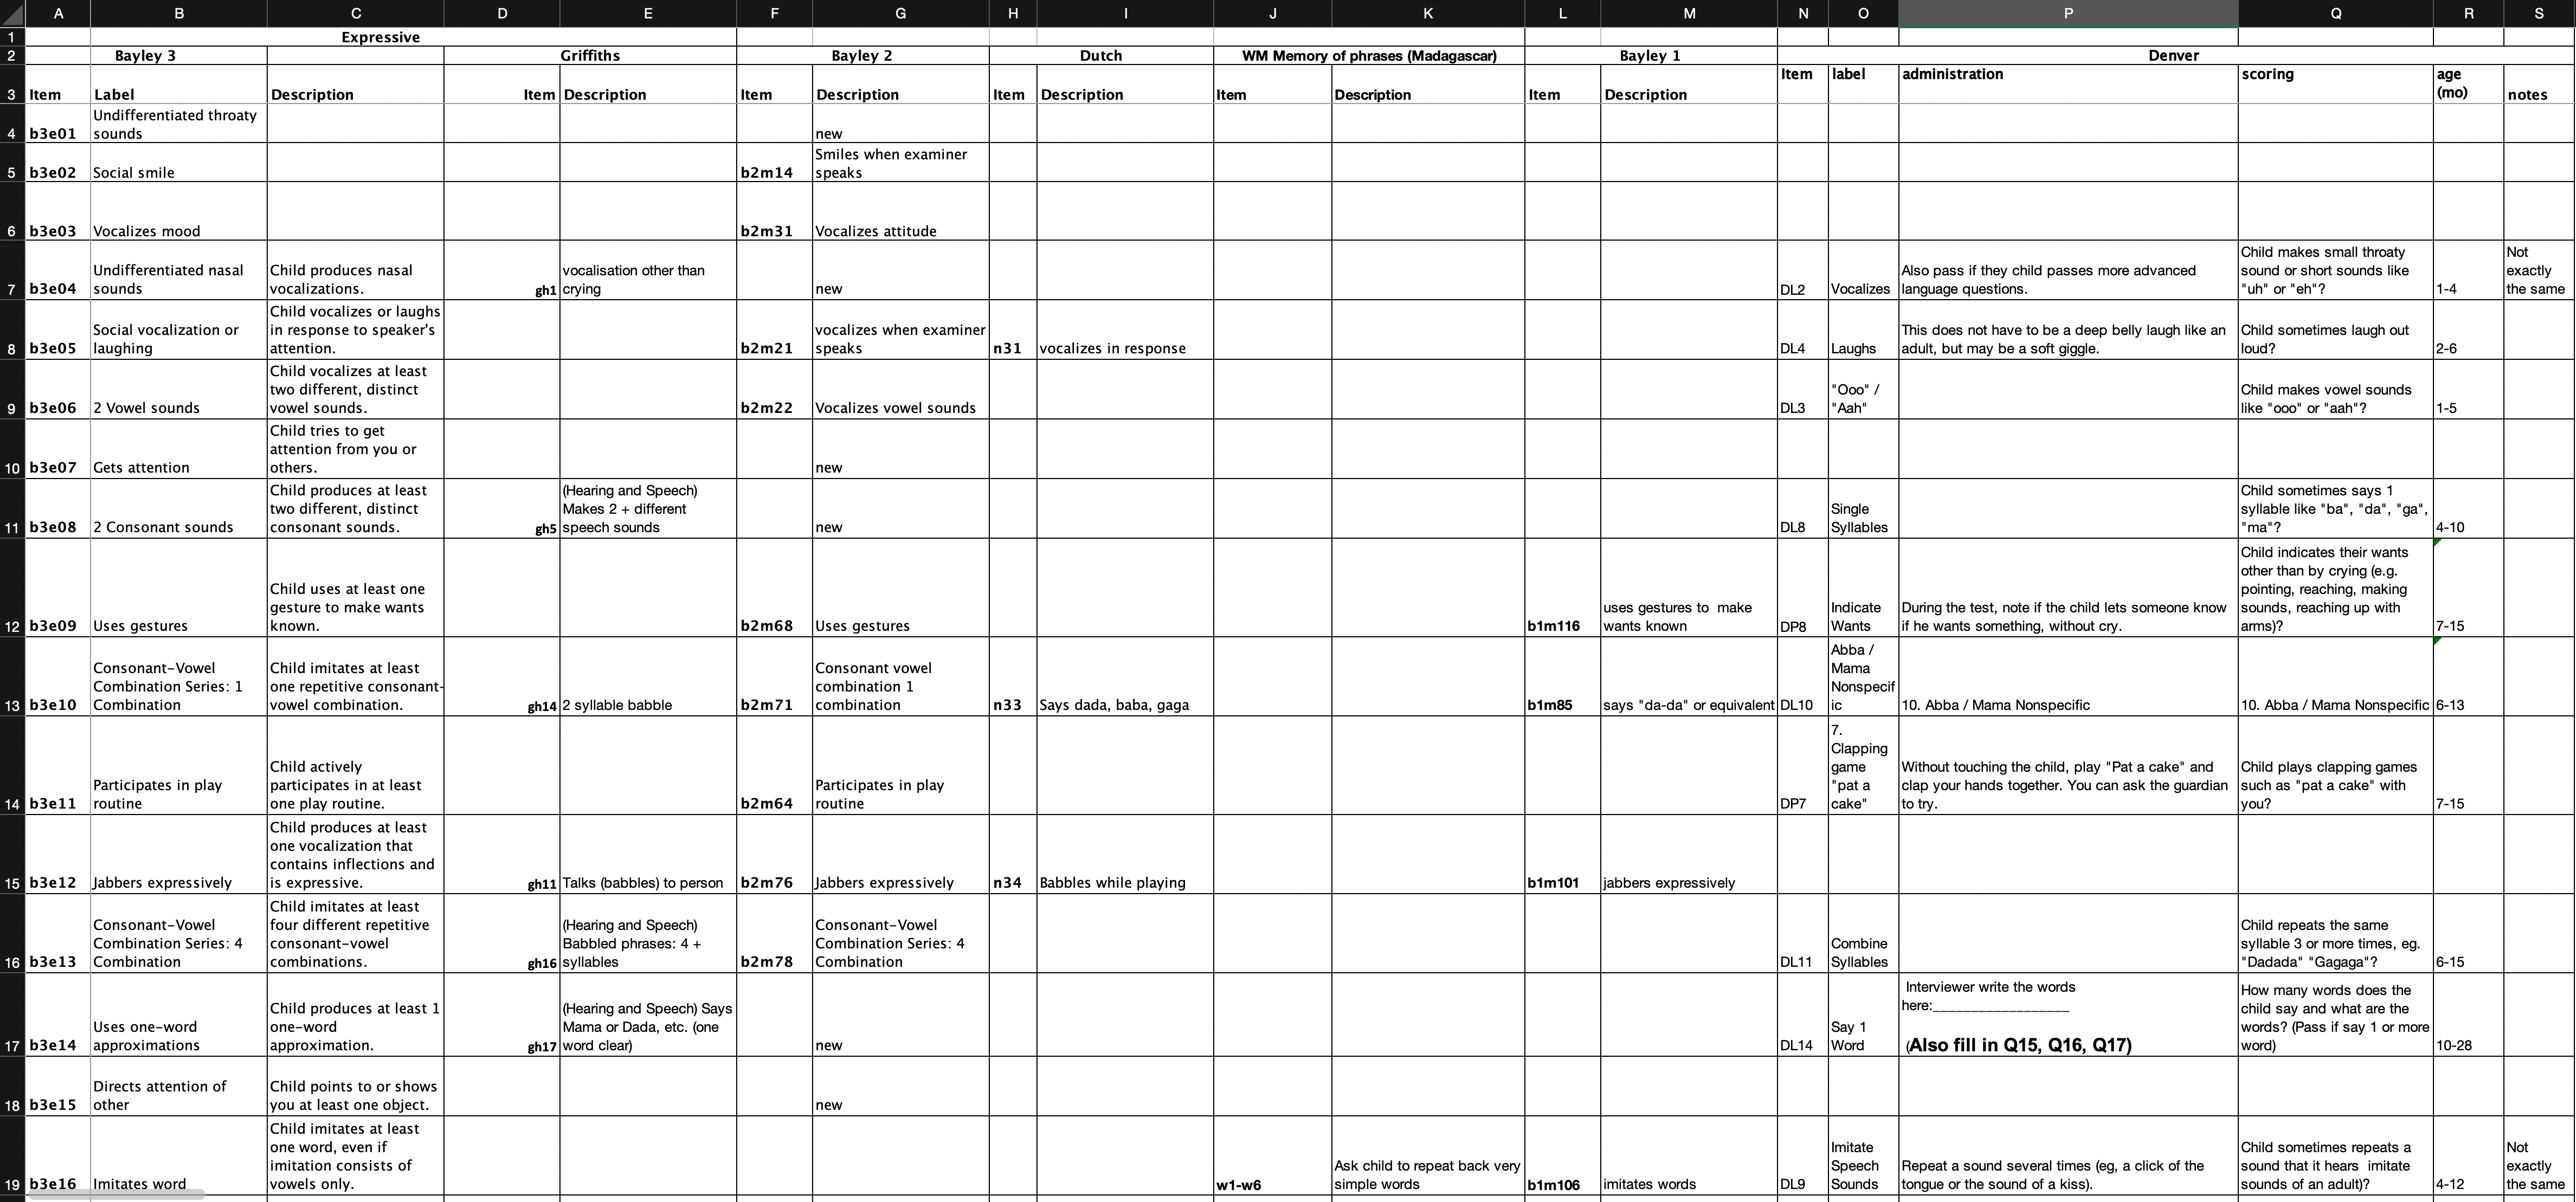 A B C D E F G H I J K L M N O P Q R S
1 Expressive
2 Bayley 3 Griffiths Bayley 2 Dutch WM Memory of phrases (Madagascar) Bayley 1 Denver
3 Item Label Description Item Description Item Description Item Description Item Description Item Description Item label administration scoring age (mo) notes
4 b3e01 Undifferentiated throaty sounds new
5 b3e02 Social smile b2m14 Smiles when examiner speaks
6 b3e03 Vocalizes mood b2m31 Vocalizes attitude
7 b3e04 Undifferentiated nasal sounds Child produces nasal vocalizations. gh1 vocalisation other than crying new DL2 Vocalizes Also pass if they child passes more advanced language questions. Child makes small throaty sound or short sounds like "uh" or "eh"? 1-4 Not exactly the same
8 b3e05 Social vocalization or laughing Child vocalizes or laughs in response to speaker's attention. b2m21 vocalizes when examiner speaks n31 vocalizes in response DL4 Laughs This does not have to be a deep belly laugh like an adult, but may be a soft giggle. Child sometimes laugh out loud? 2-6
9 b3e06 2 Vowel sounds Child vocalizes at least two different, distinct vowel sounds. b2m22 Vocalizes vowel sounds DL3 "Ooo" / "Aah" Child makes vowel sounds like "ooo" or "aah"? 1-5
10 b3e07 Gets attention Child tries to get attention from you or others. new
11 b3e08 2 Consonant sounds Child produces at least two different, distinct consonant sounds. gh5 (Hearing and Speech) Makes 2 + different speech sounds new DL8 Single Syllables Child sometimes says 1 syllable like "ba", "da", "ga", "ma"? 4-10
12 b3e09 Uses gestures Child uses at least one gesture to make wants known. b2m68 Uses gestures b1m116 uses gestures to make wants known DP8 Indicate Wants During the test, note if the child lets someone know if he wants something, without cry. Child indicates their wants other than by crying (e.g. pointing, reaching, making sounds, reaching up with arms)? 7-15
13 b3e10 Consonant-Vowel Combination Series: 1 Combination Child imitates at least one repetitive consonant-vowel combination. gh14 2 syllable babble b2m71 Consonant vowel combination 1 combination n33 Says dada, baba, gaga b1m85 says "da-da" or equivalent DL10 Abba / Mama Nonspecific 10. Abba / Mama Nonspecific 10. Abba / Mama Nonspecific 6-13
14 b3e11 Participates in play routine Child actively participates in at least one play routine. b2m64 Participates in play routine DP7 7. Clapping game "pat a cake" Without touching the child, play "Pat a cake" and clap your hands together. You can ask the guardian to try. Child plays clapping games such as "pat a cake" with you? 7-15
15 b3e12 Jabbers expressively Child produces at least one vocalization that contains inflections and is expressive. gh11 Talks (babbles) to person b2m76 Jabbers expressively n34 Babbles while playing b1m101 jabbers expressively
16 b3e13 Consonant-Vowel Combination Series: 4 Combination Child imitates at least four different repetitive consonant-vowel combinations. gh16 (Hearing and Speech) Babbled phrases: 4 + syllables b2m78 Consonant-Vowel Combination Series: 4 Combination DL11 Combine Syllables Child repeats the same syllable 3 or more times, eg. "Dadada" "Gagaga"? 6-15
17 b3e14 Uses one-word approximations Child produces at least 1 one-word approximation. gh17 (Hearing and Speech) Says Mama or Dada, etc. (one word clear) new DL14 Say 1 Word Interviewer write the words here:__________________ (Also fill in Q15, Q16, Q17) How many words does the child say and what are the words? (Pass if say 1 or more word) 10-28
18 b3e15 Directs attention of other Child points to or shows you at least one object. new
19 b3e16 Imitates word Child imitates at least one word, even if imitation consists of vowels only. w1-w6 Ask child to repeat back very simple words b1m106 imitates words DL9 Imitate Speech Sounds Repeat a sound several times (eg, a click of the tongue or the sound of a kiss). Child sometimes repeats a sound that it hears imitate sounds of an adult)? 4-12 Not exactly the same